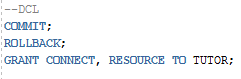 --DCL
COMMIT;
ROLLBACK;
GRANT CONNECT, RESOURCE TO TUTOR;